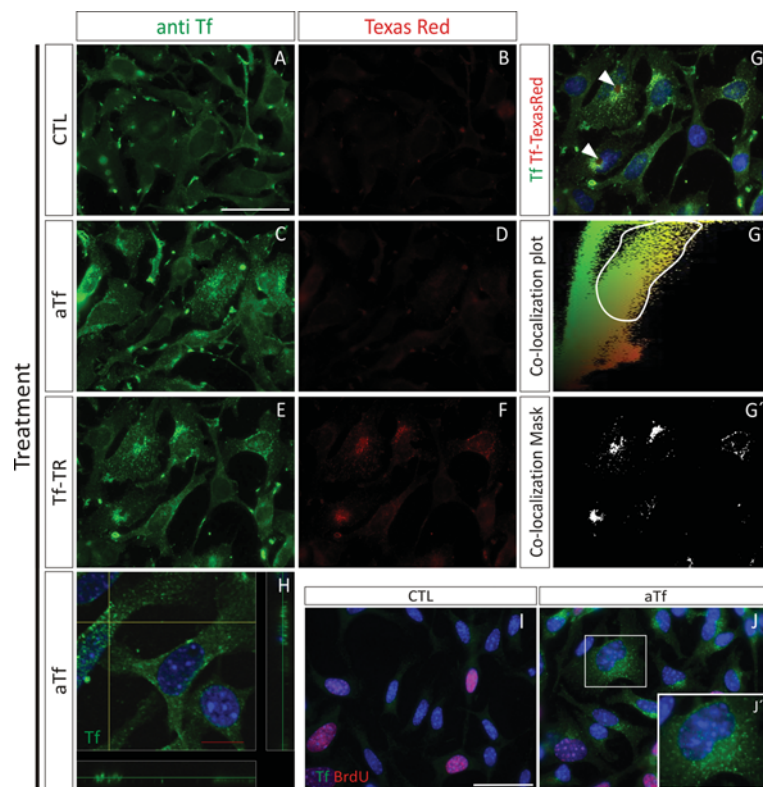 anti Tf
Texas Red
Treatment
CTL
A
B
Tf Tf-TexasRed
G
aTf
C
D
Co-localization plot
G´
Tf-TR
E
F
Co-localization Mask
G´
aTf
H
Tf
CTL
aTf
I
Tf BrdU
J
J´